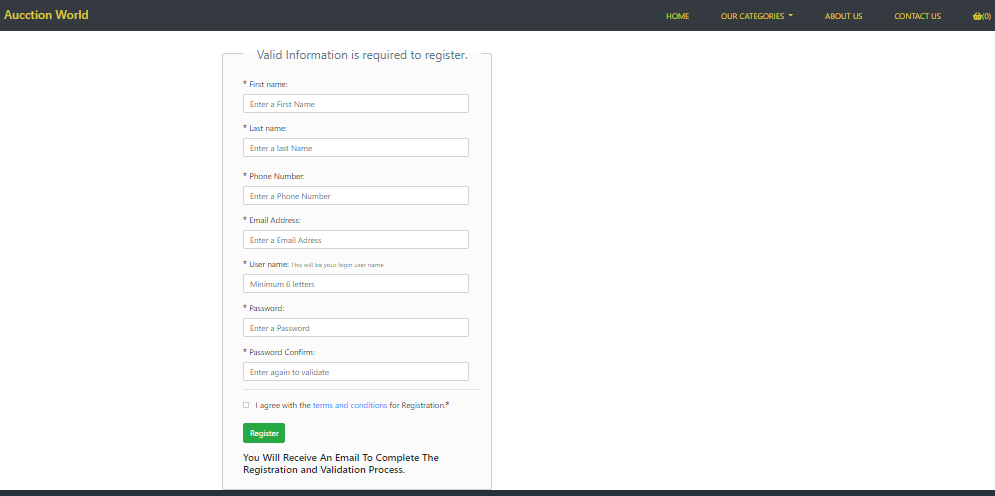 Aucction World
HOME OUR CATEGORIES ABOUT US CONTACT US (0)
Valid Information is required to register.
* First name:
Enter a First Name
* Last name:
Enter a last Name
* Phone Number:
Enter a Phone Number
* Email Address:
Enter a Email Adress
* User name: This will be your login user name
Minimum 6 letters
* Password:
Enter a Password
* Password Confirm:
Enter again to validate
I agree with the terms and conditions for Registration.*
Register
You Will Receive An Email To Complete The
Registration and Validation Process.